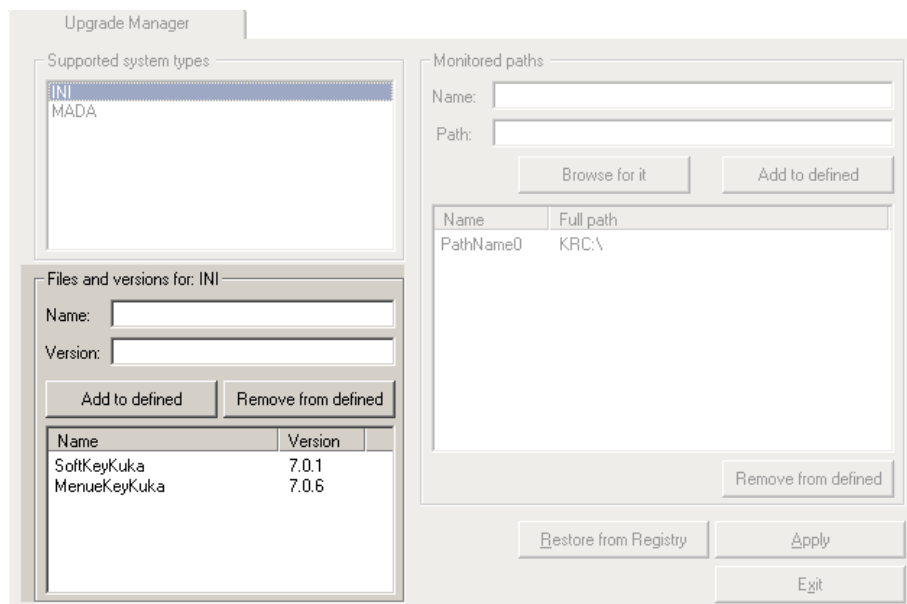 Upgrade Manager
Supported system types
INI
MADA
Files and versions for: INI
Name:
Version:
Add to defined
Remove from defined
Name Version
SoftKeyKuka 7.0.1
MenueKeyKuka 7.0.6
Monitored paths
Name:
Path:
Browse for it
Add to defined
Name Full path
PathName0 KRC:\
Remove from defined
Restore from Registry
Apply
Exit